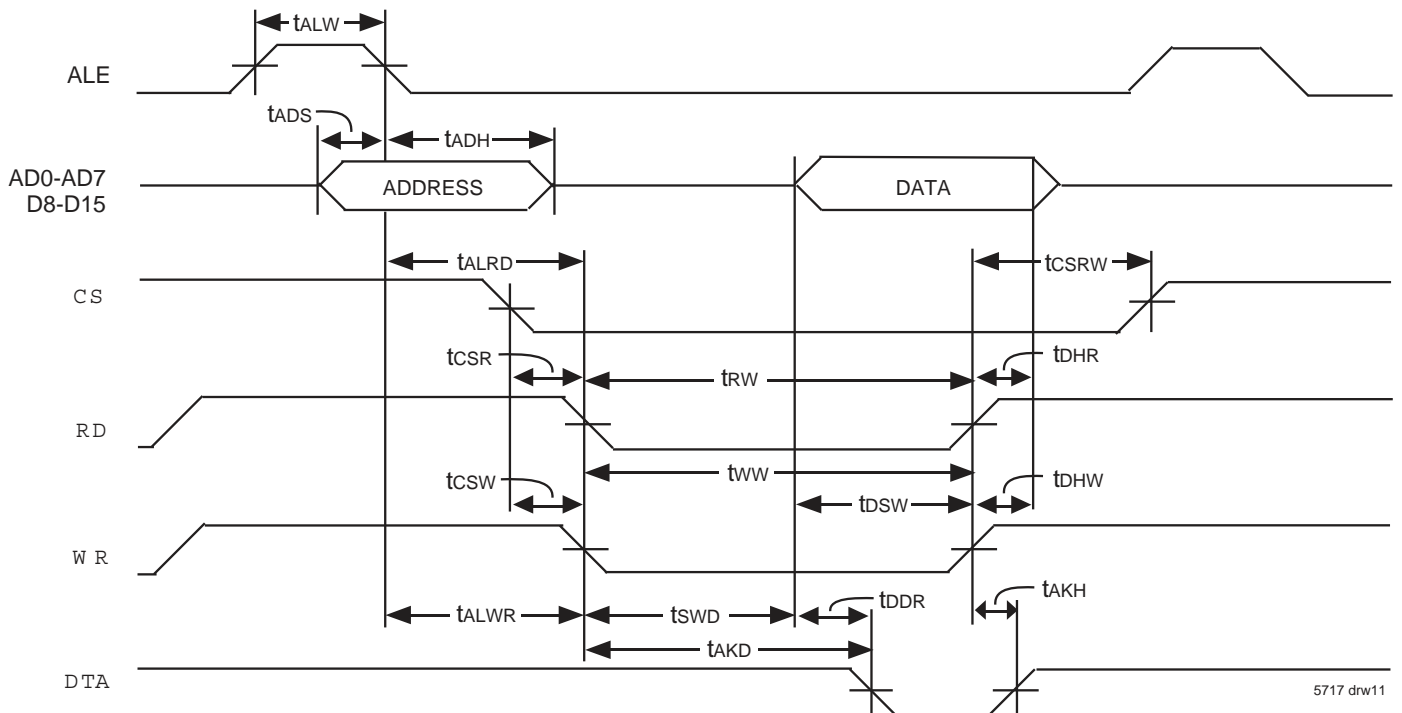 tALW
ALE
tADS
tADH
AD0-AD7
D8-D15
ADDRESS
DATA
tALRD
tCSRW
CS
tCSR
tRW
tDHR
RD
tCSW
tWW
tDHW
tDSW
W R
tALWR
tSWD
tDDR
tAKH
tAKD
DTA
5717 drw11